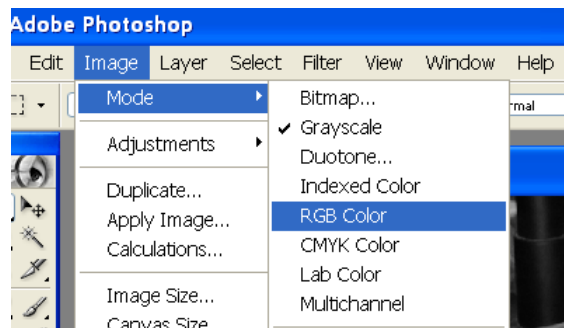 Adobe Photoshop
Edit Image Layer Select Filter View Window Help
Mode
Adjustments
Duplicate...
Apply Image...
Calculations...
Image Size...
Canvas Size
Bitmap...
rmal
Grayscale
Duotone...
Indexed Color
RGB Color
CMYK Color
Lab Color
Multichannel